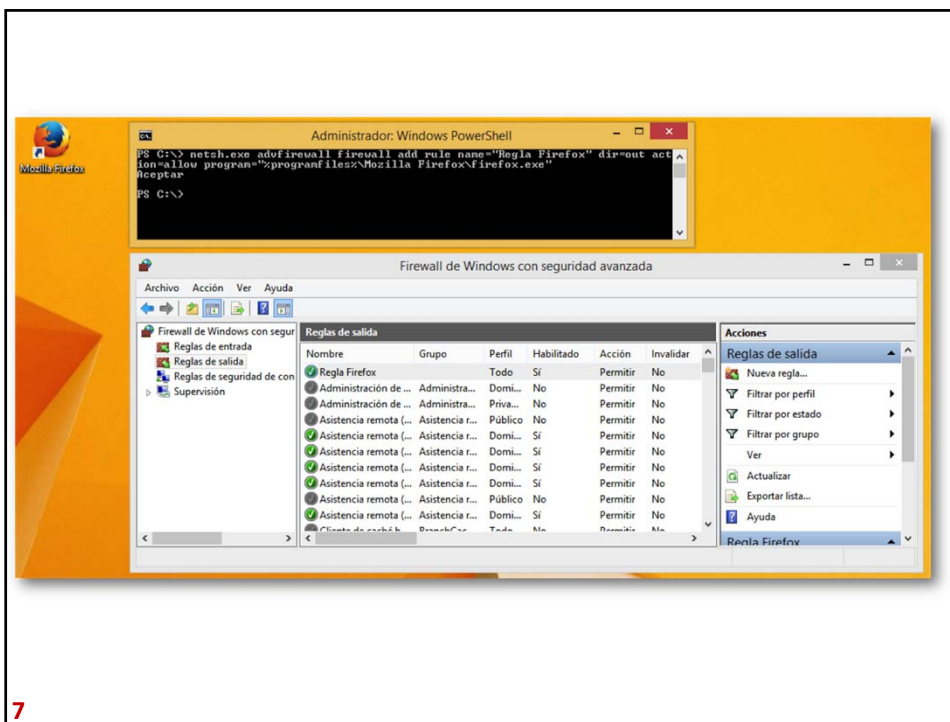 Mozilla Firefox
Administrador: Windows PowerShell
PS C:\> netsh.exe advfirewall firewall add rule name="Regla Firefox" dir=out act
ion=allow program="%programfiles%\Mozilla Firefox\firefox.exe"
Aceptar
PS C:\>
Firewall de Windows con seguridad avanzada
Archivo Acción Ver Ayuda
Firewall de Windows con segur
Reglas de entrada
Reglas de salida
Reglas de seguridad de con
Supervisión
Reglas de salida
Nombre Grupo Perfil Habilitado Acción Invalidar
Regla Firefox Todo Sí Permitir No
Administración de ... Administra... Domi... No Permitir No
Administración de ... Administra... Priva... No Permitir No
Asistencia remota (... Asistencia r... Público No Permitir No
Asistencia remota (... Asistencia r... Domi... Sí Permitir No
Asistencia remota (... Asistencia r... Domi... Sí Permitir No
Asistencia remota (... Asistencia r... Domi... Sí Permitir No
Asistencia remota (... Asistencia r... Domi... Sí Permitir No
Asistencia remota (... Asistencia r... Público No Permitir No
Asistencia remota (... Asistencia r... Domi... Sí Permitir No
Cliente de caché h... BranchCac... Todo No Permitir No
Acciones
Reglas de salida
Nueva regla...
Filtrar por perfil
Filtrar por estado
Filtrar por grupo
Ver
Actualizar
Exportar lista...
Ayuda
Regla Firefox
7